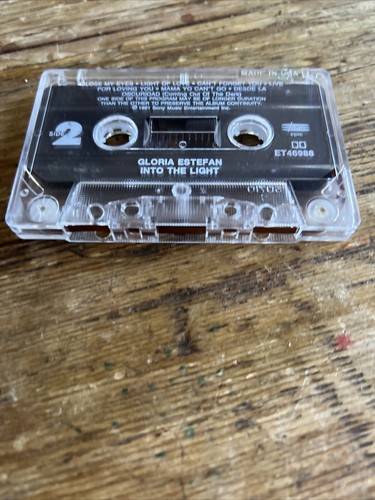 MADE IN U.S.A.
CLOSE MY EYES • LIGHT OF LOVE • CAN'T FORGET YOU • LIVE
FOR LOVING YOU • MAMA YO CAN'T GO • DESDE LA
OSCURIDAD (Coming Out Of The Dark)
ONE SIDE OF THIS PROGRAM MAY BE OF LONGER DURATION
THAN THE OTHER TO PRESERVE THE ALBUM CONTINUITY.
℗ 1991 Sony Music Entertainment Inc.
SIDE 2
epic
ET46988
GLORIA ESTEFAN
INTO THE LIGHT